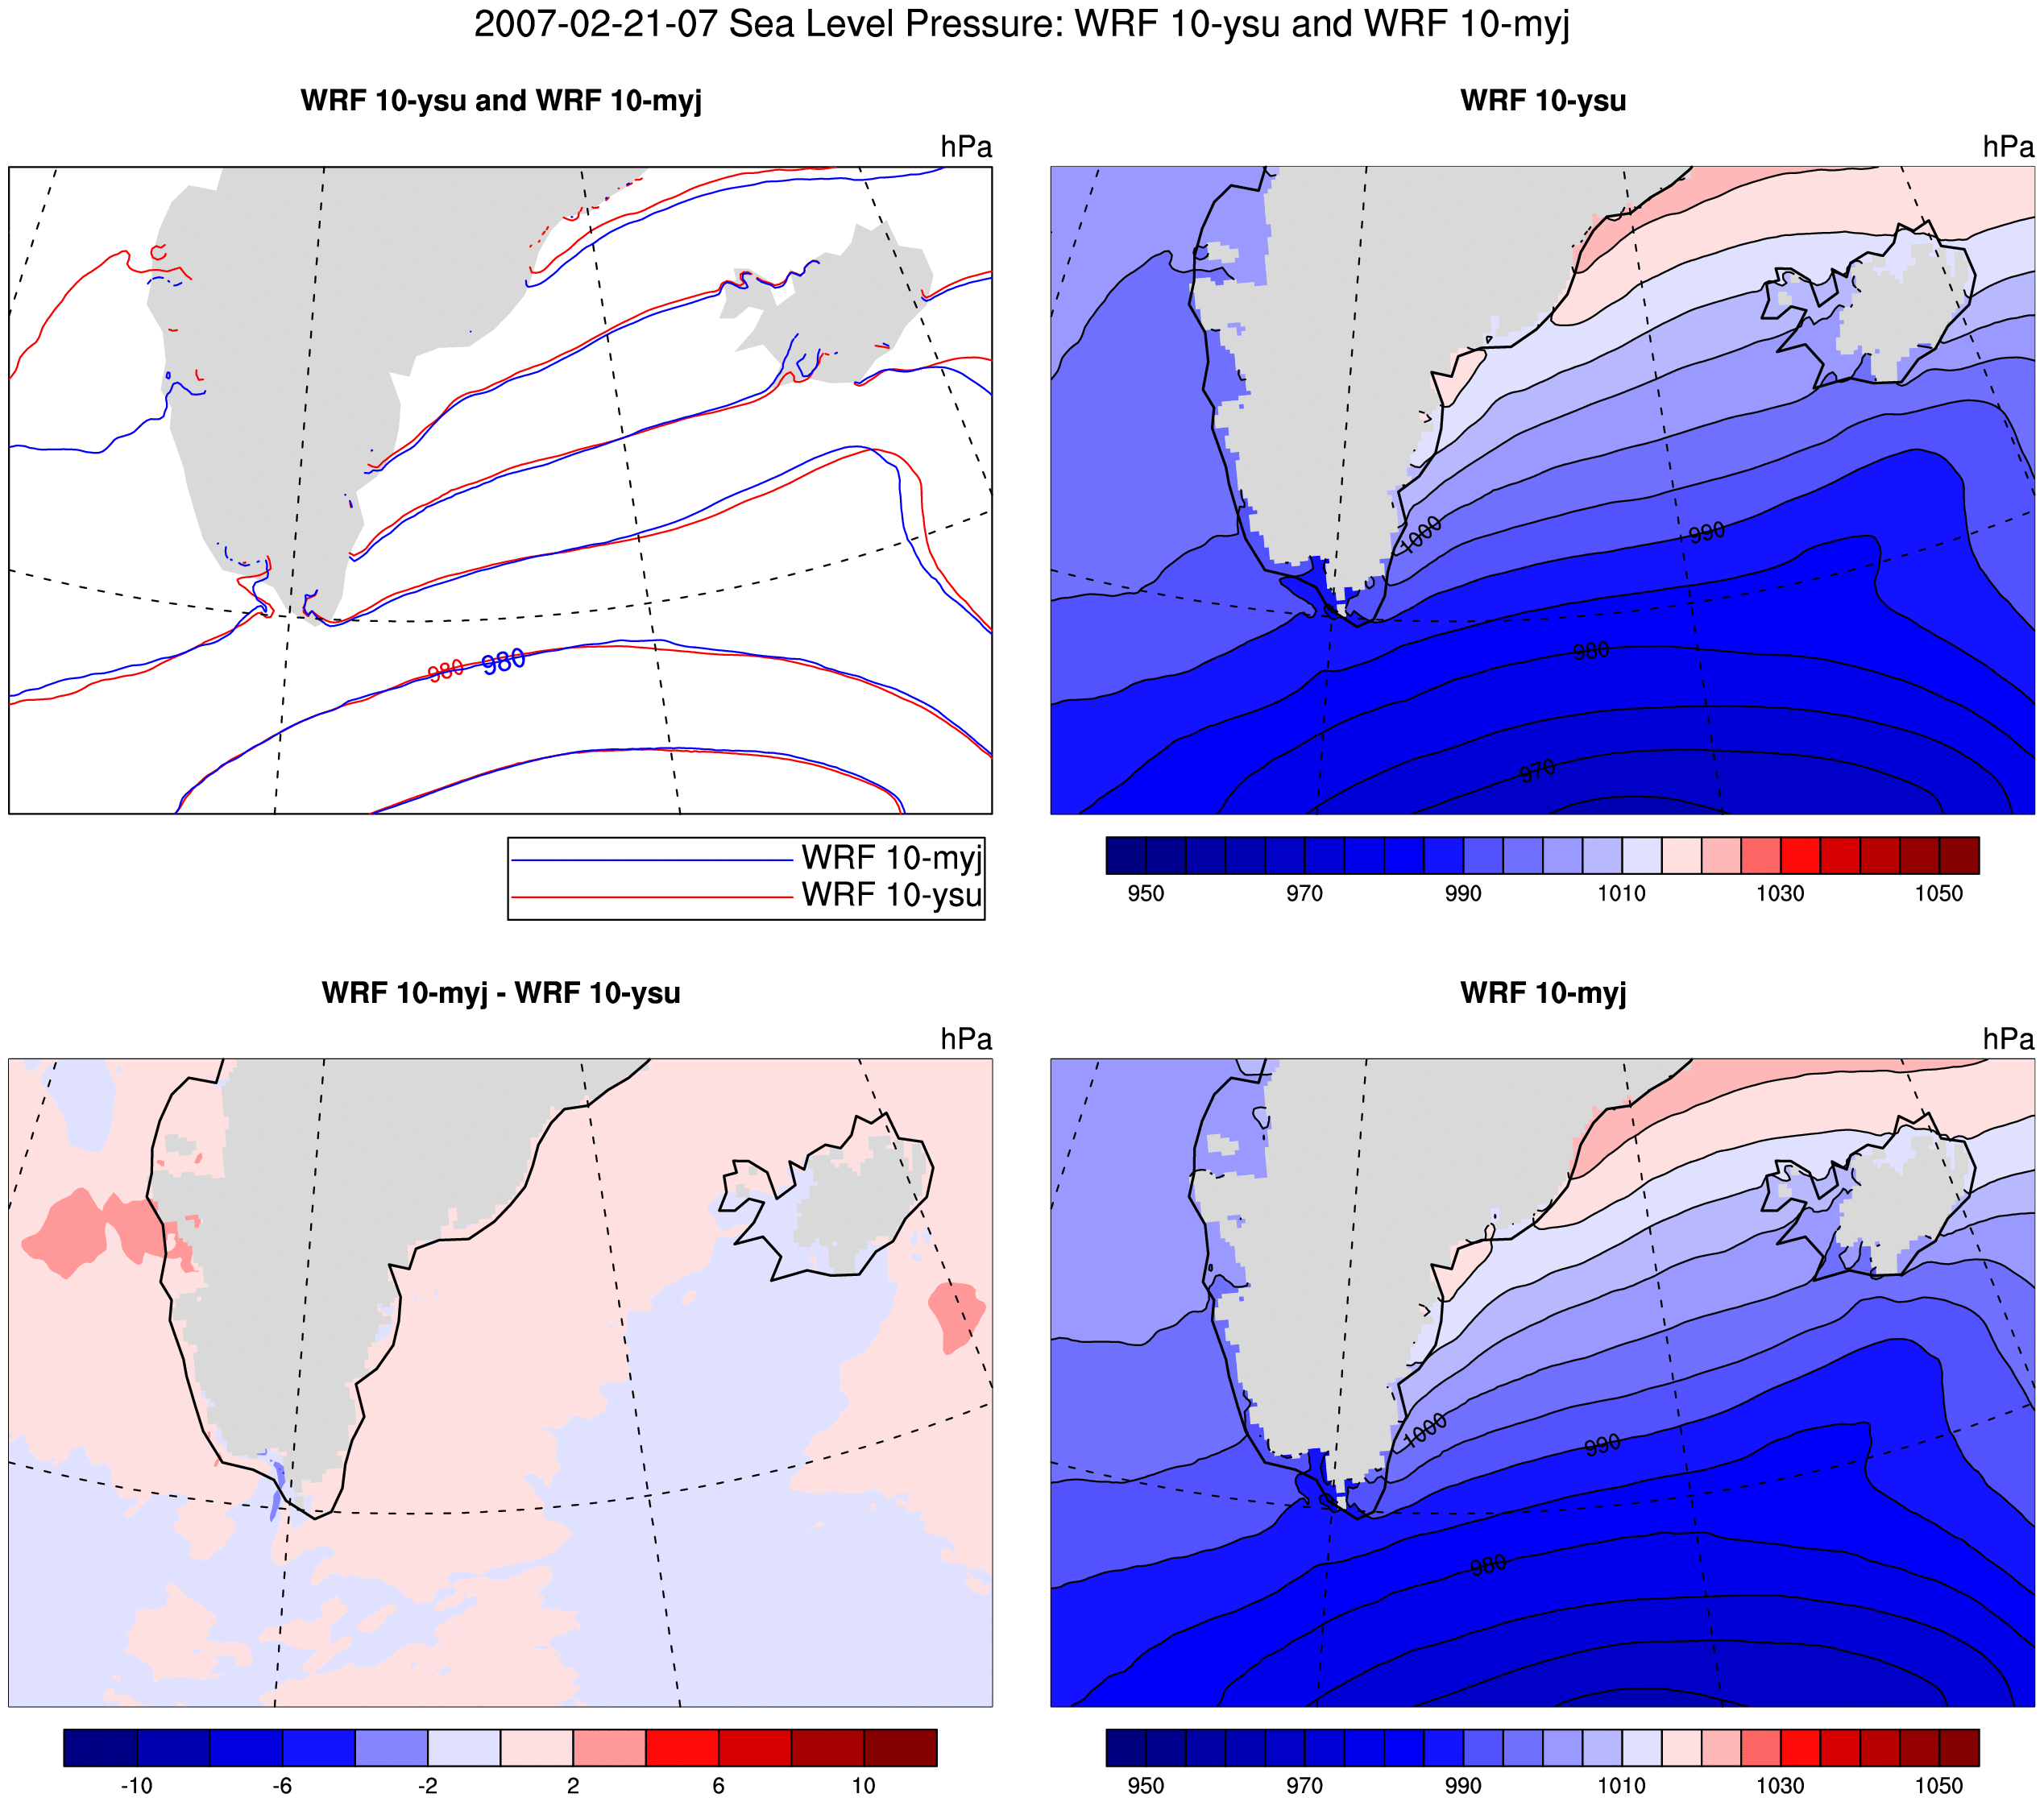 2007-02-21-07 Sea Level Pressure: WRF 10-ysu and WRF 10-myj
WRF 10-ysu and WRF 10-myj
hPa
980 980
WRF 10-myj
WRF 10-ysu
WRF 10-ysu
hPa
1000
990
980
970
950 970 990 1010 1030 1050
WRF 10-myj - WRF 10-ysu
hPa
-10 -6 -2 2 6 10
WRF 10-myj
hPa
1000
990
980
950 970 990 1010 1030 1050